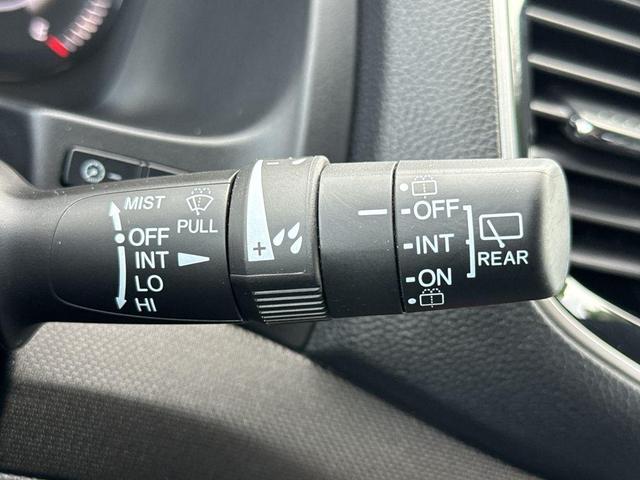 MIST
PULL
OFF
INT
LO
HI
+
OFF
INT
ON
REAR